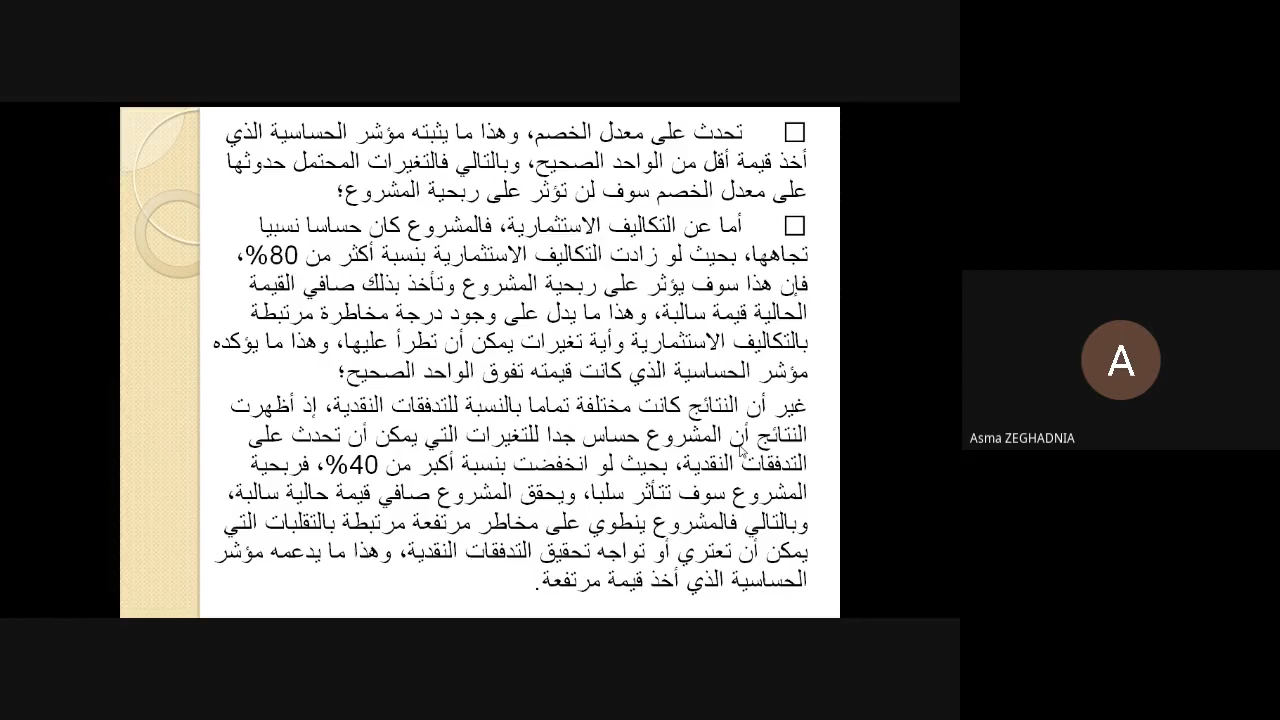 ☐ تحدث على معدل الخصم، وهذا ما يثبته مؤشر الحساسية الذي
أخذ قيمة أقل من الواحد الصحيح، وبالتالي فالتغيرات المحتمل حدوثها
على معدل الخصم سوف لن تؤثر على ربحية المشروع؛
☐ أما عن التكاليف الاستثمارية، فالمشروع كان حساسا نسبيا
تجاهها، بحيث لو زادت التكاليف الاستثمارية بنسبة أكثر من 80%،
فإن هذا سوف يؤثر على ربحية المشروع وتأخذ بذلك صافي القيمة
الحالية قيمة سالبة، وهذا ما يدل على وجود درجة مخاطرة مرتبطة
بالتكاليف الاستثمارية وأية تغيرات يمكن أن تطرأ عليها، وهذا ما يؤكده
مؤشر الحساسية الذي كانت قيمته تفوق الواحد الصحيح؛
غير أن النتائج كانت مختلفة تماما بالنسبة للتدفقات النقدية، إذ أظهرت
النتائج أن المشروع حساس جدا للتغيرات التي يمكن أن تحدث على
التدفقات النقدية، بحيث لو انخفضت بنسبة أكبر من 40%، فربحية
المشروع سوف تتأثر سلبا، ويحقق المشروع صافي قيمة حالية سالبة،
وبالتالي فالمشروع ينطوي على مخاطر مرتفعة مرتبطة بالتقلبات التي
يمكن أن تعتري أو تواجه تحقيق التدفقات النقدية، وهذا ما يدعمه مؤشر
الحساسية الذي أخذ قيمة مرتفعة.
A
Asma ZEGHADNIA